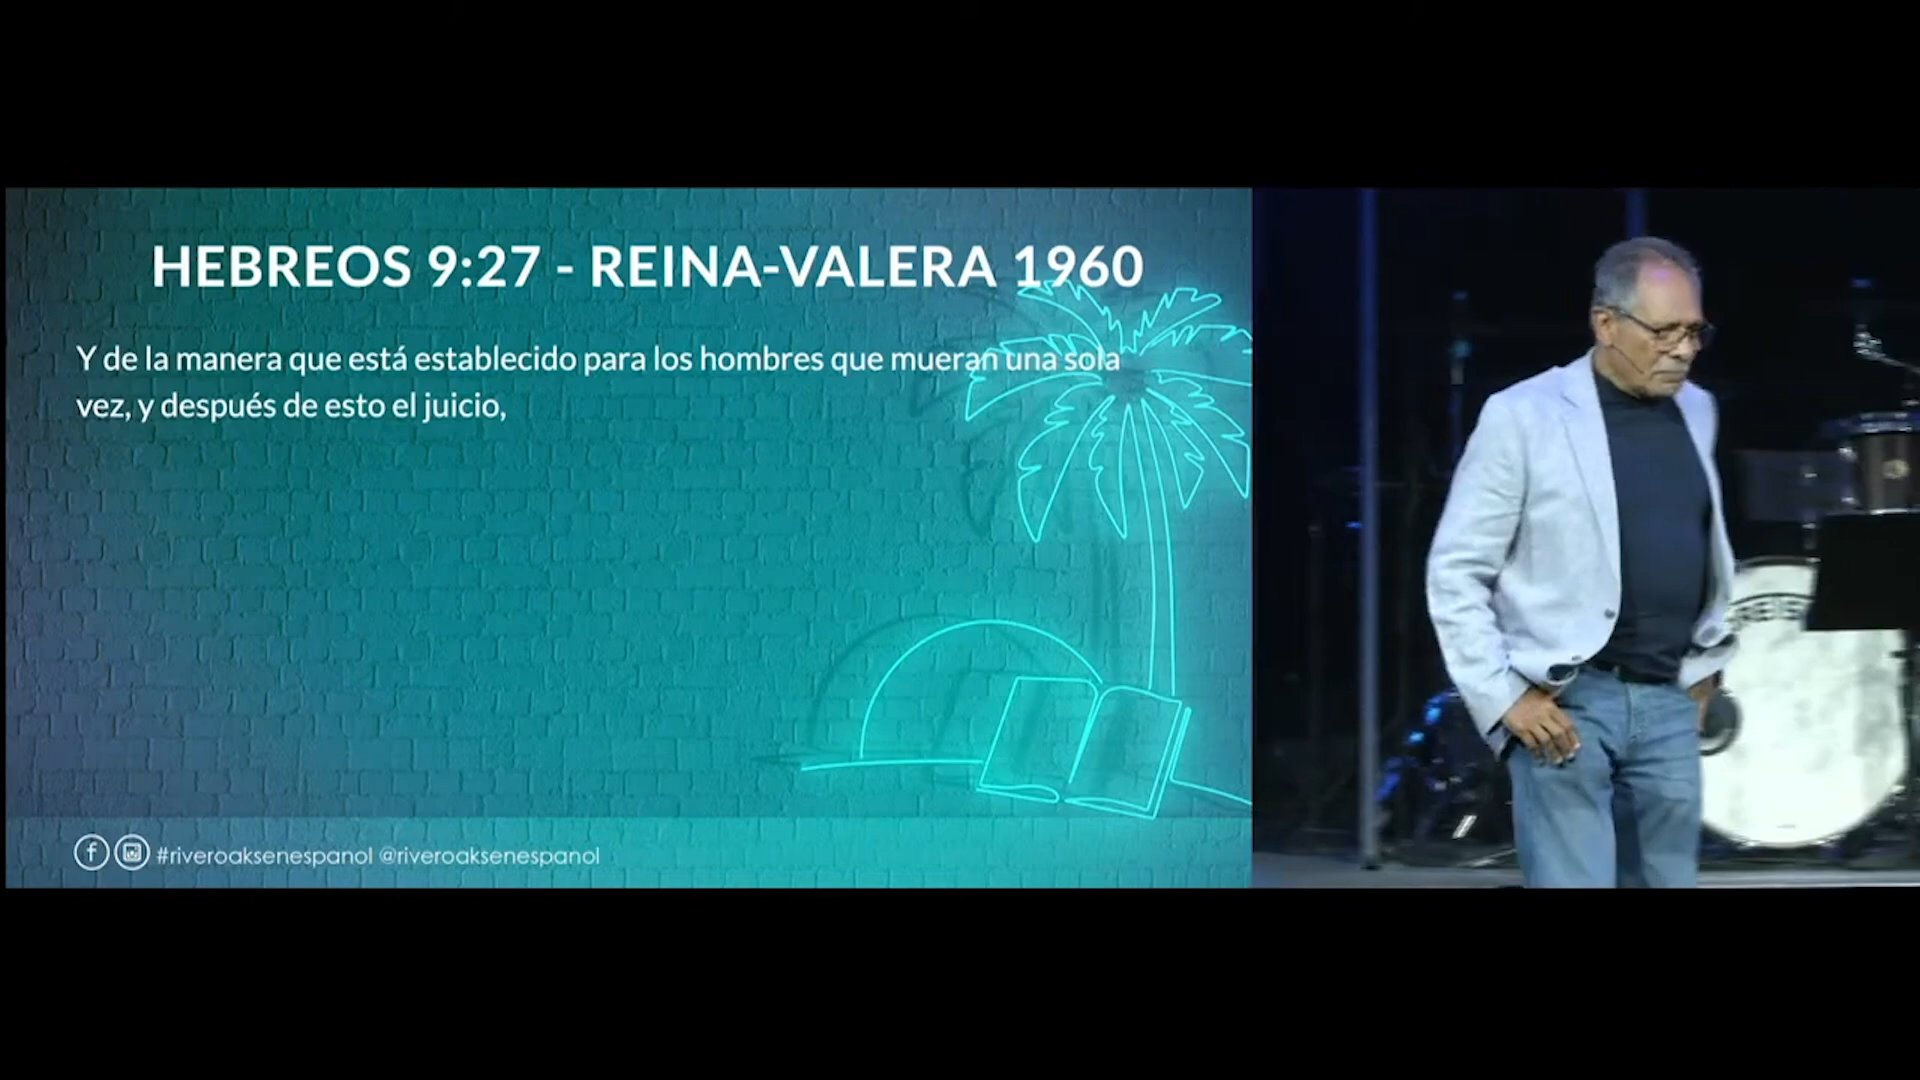 HEBREOS 9:27 - REINA-VALERA 1960
Y de la manera que está establecido para los hombres que mueran una sola
vez, y después de esto el juicio,
#riveroaksenespanol @riveroaksenespanol